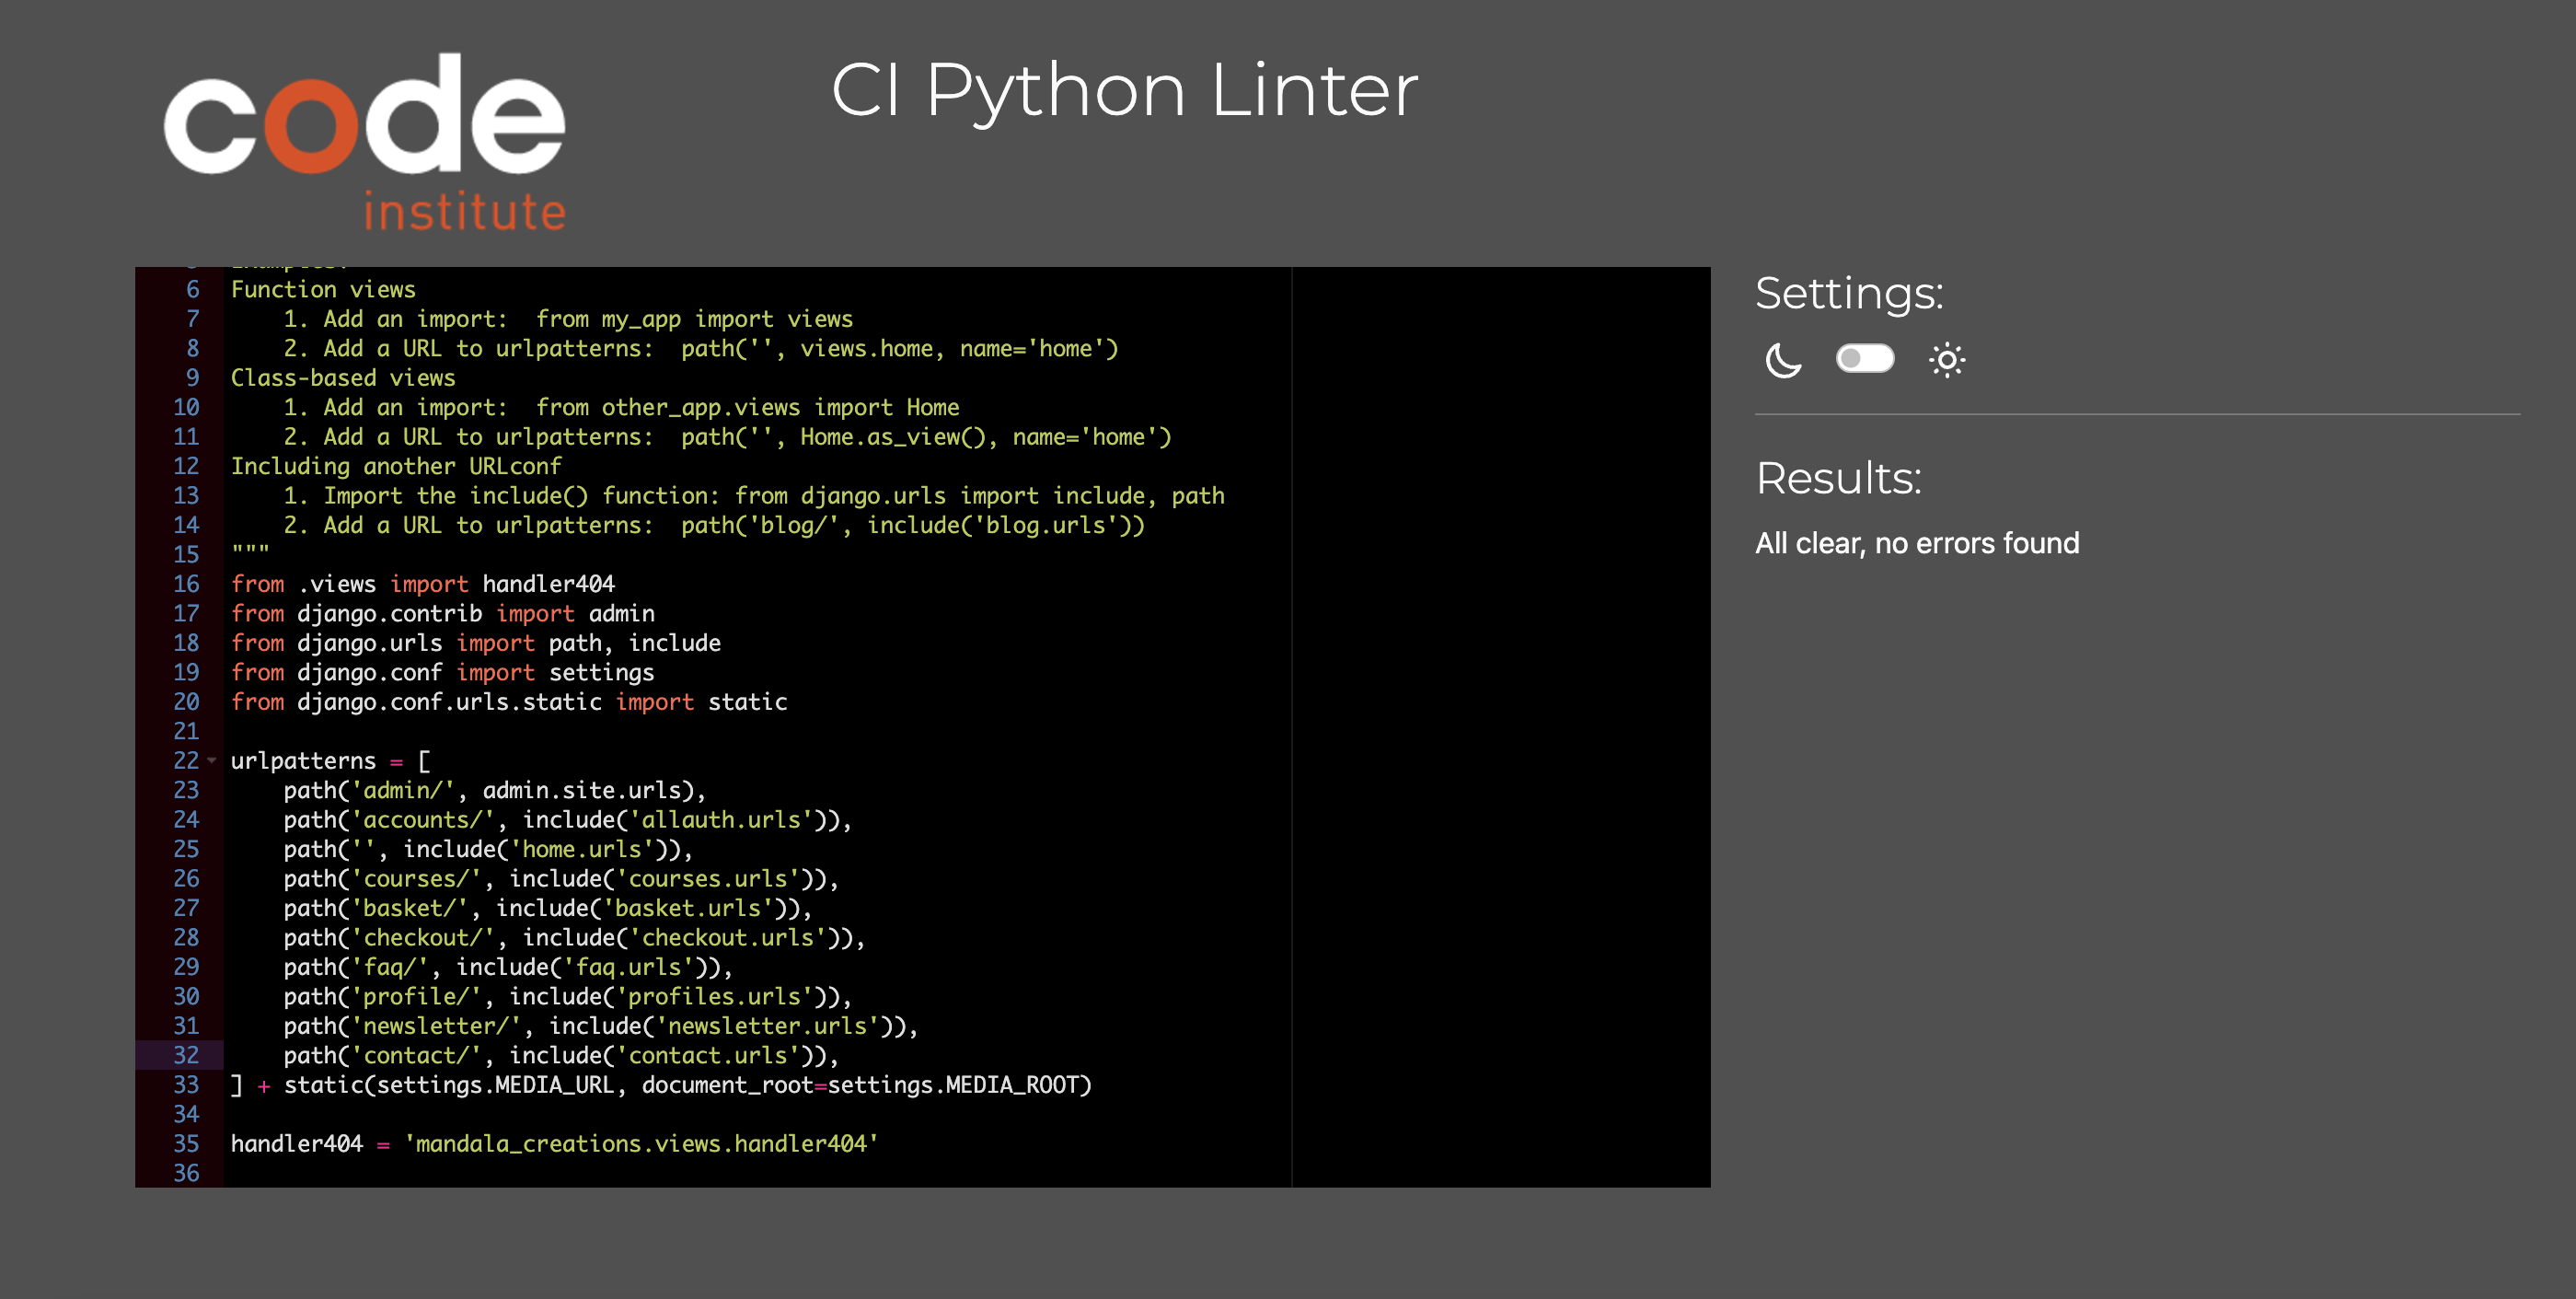 code
institute
CI Python Linter
6 Function views
7     1. Add an import:  from my_app import views
8     2. Add a URL to urlpatterns:  path('', views.home, name='home')
9 Class-based views
10     1. Add an import:  from other_app.views import Home
11     2. Add a URL to urlpatterns:  path('', Home.as_view(), name='home')
12 Including another URLconf
13     1. Import the include() function: from django.urls import include, path
14     2. Add a URL to urlpatterns:  path('blog/', include('blog.urls'))
15 """
16 from .views import handler404
17 from django.contrib import admin
18 from django.urls import path, include
19 from django.conf import settings
20 from django.conf.urls.static import static
21
22 urlpatterns = [
23     path('admin/', admin.site.urls),
24     path('accounts/', include('allauth.urls')),
25     path('', include('home.urls')),
26     path('courses/', include('courses.urls')),
27     path('basket/', include('basket.urls')),
28     path('checkout/', include('checkout.urls')),
29     path('faq/', include('faq.urls')),
30     path('profile/', include('profiles.urls')),
31     path('newsletter/', include('newsletter.urls')),
32     path('contact/', include('contact.urls')),
33 ] + static(settings.MEDIA_URL, document_root=settings.MEDIA_ROOT)
34
35 handler404 = 'mandala_creations.views.handler404'
36
Settings:
Results:
All clear, no errors found